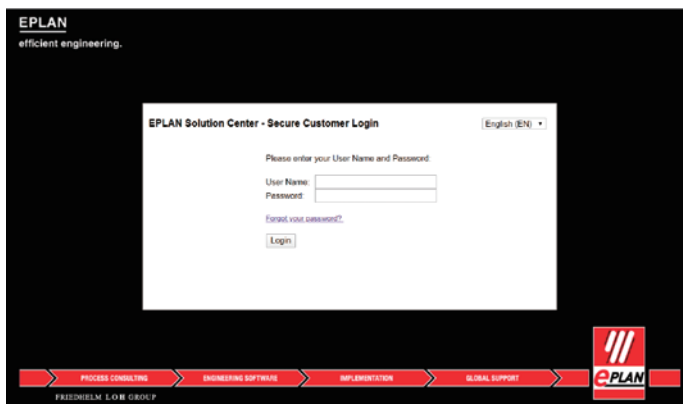 EPLAN
efficient engineering.
EPLAN Solution Center - Secure Customer Login
English (EN)
Please enter your User Name and Password:
User Name:
Password:
Forgot your password?
Login
PROCESS CONSULTING
ENGINEERING SOFTWARE
IMPLEMENTATION
GLOBAL SUPPORT
ePLAN
FRIEDHELM LOH GROUP